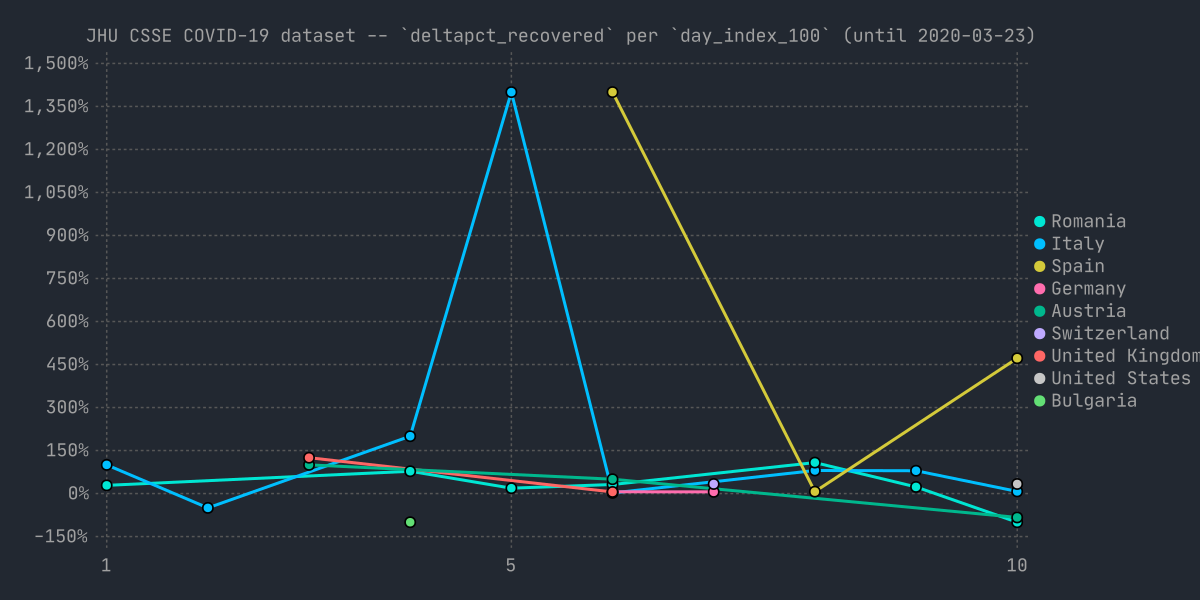 JHU CSSE COVID-19 dataset -- `deltapct_recovered` per `day_index_100` (until 2020-03-23)
1,500%
1,350%
1,200%
1,050%
900%
750%
600%
450%
300%
150%
0%
-150%
1
5
10
Romania
Italy
Spain
Germany
Austria
Switzerland
United Kingdom
United States
Bulgaria